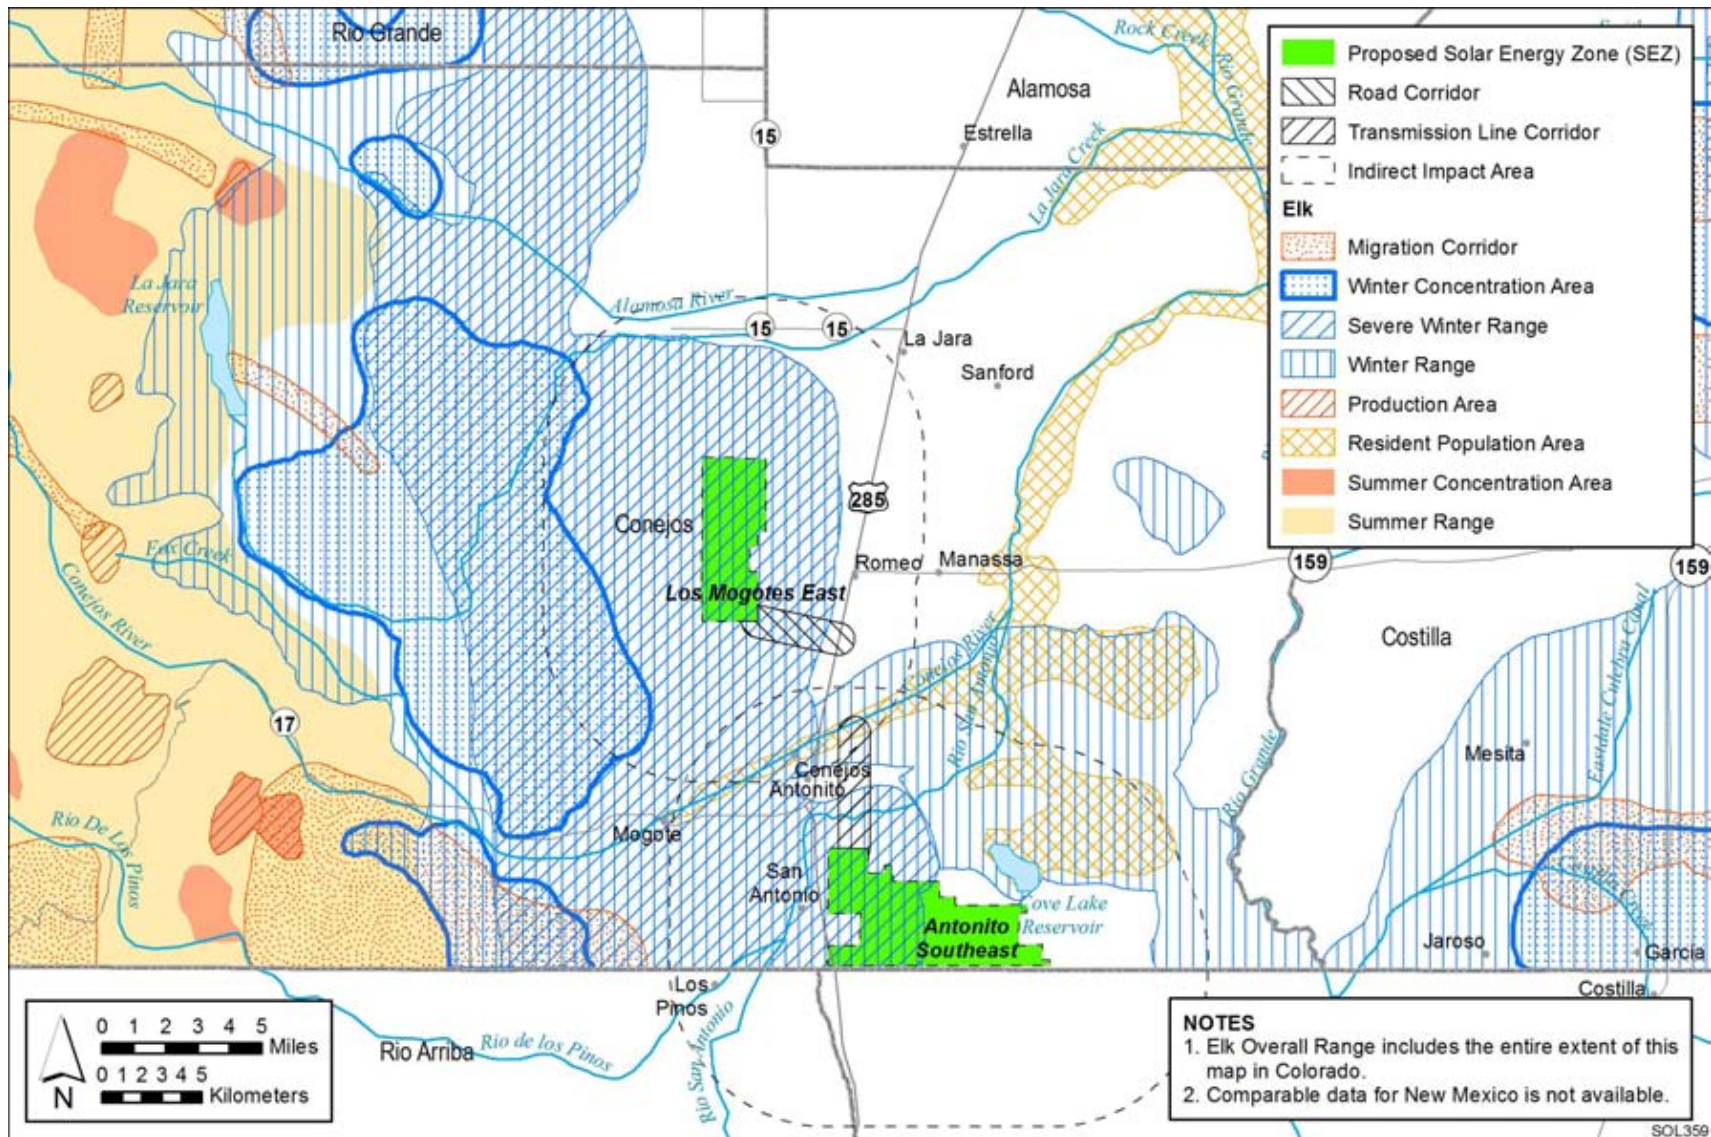 Rio Grande
Rock Creek
Rio Grande
Alamosa
15
Estrella
La Jara Creek
La Jara
Reservoir
Alamosa River
15
15
La Jara
Sanford
285
Conejos
Fox Creek
Romeo
Manassa
Los Mogotes East
Conejos River
Conejos River
Rio San Antonio
17
Conejos
Antonito
Mogote
Rio De Los Pinos
San
Antonio
Cove Lake
Reservoir
Antonito
Southeast
Los
Pinos
Rio Arriba
Rio de los Pinos
Rio San Antonio
159
159
Costilla
Eastdale Culebra Canal
Mesita
Rio Grande
Costilla Creek
Jaroso
Garcia
Costilla
Proposed Solar Energy Zone (SEZ)
Road Corridor
Transmission Line Corridor
Indirect Impact Area
Elk
Migration Corridor
Winter Concentration Area
Severe Winter Range
Winter Range
Production Area
Resident Population Area
Summer Concentration Area
Summer Range
0 1 2 3 4 5
Miles
0 1 2 3 4 5
Kilometers
N
NOTES
1. Elk Overall Range includes the entire extent of this
map in Colorado.
2. Comparable data for New Mexico is not available.
SOL359